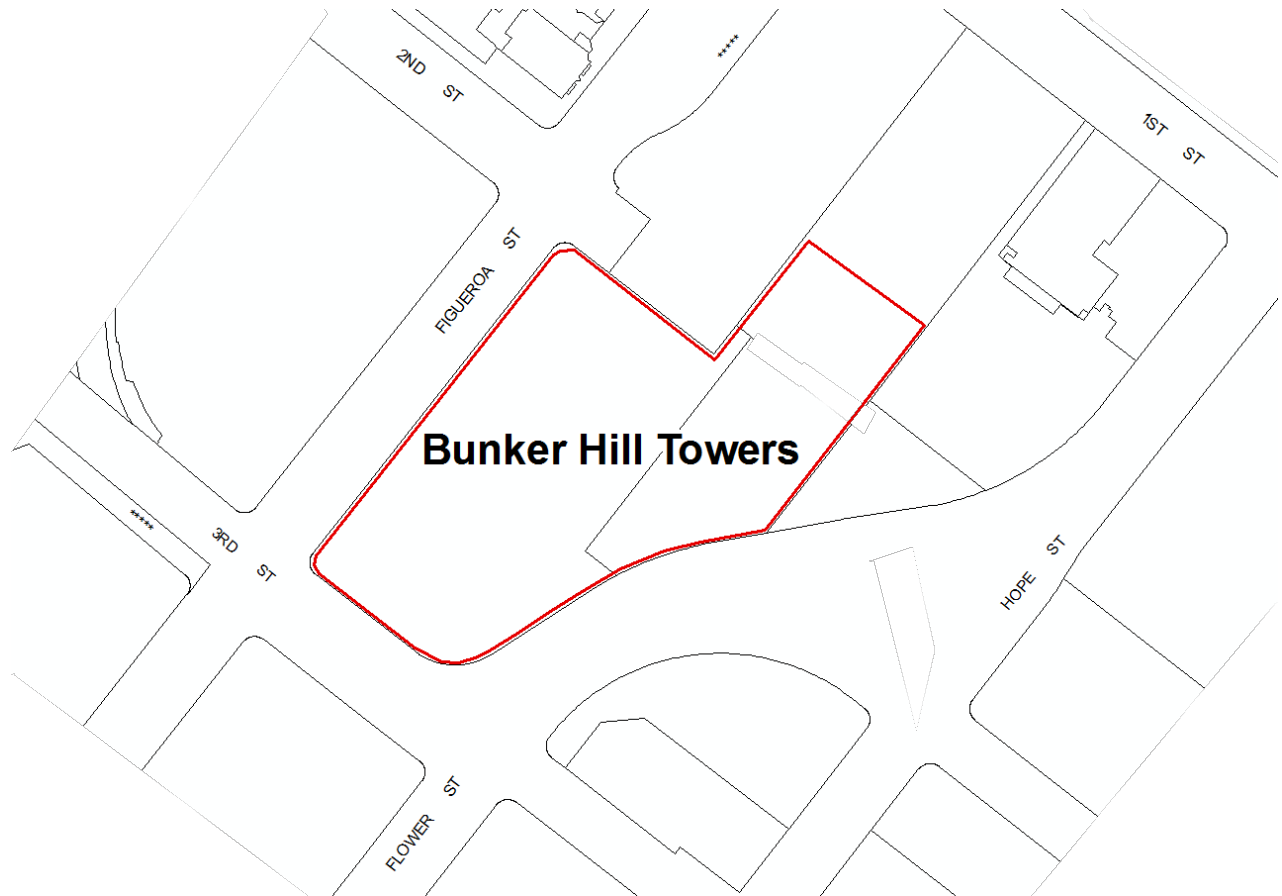 2ND ST
*****
1ST ST
FIGUEROA ST
Bunker Hill Towers
*****
3RD ST
HOPE ST
FLOWER ST